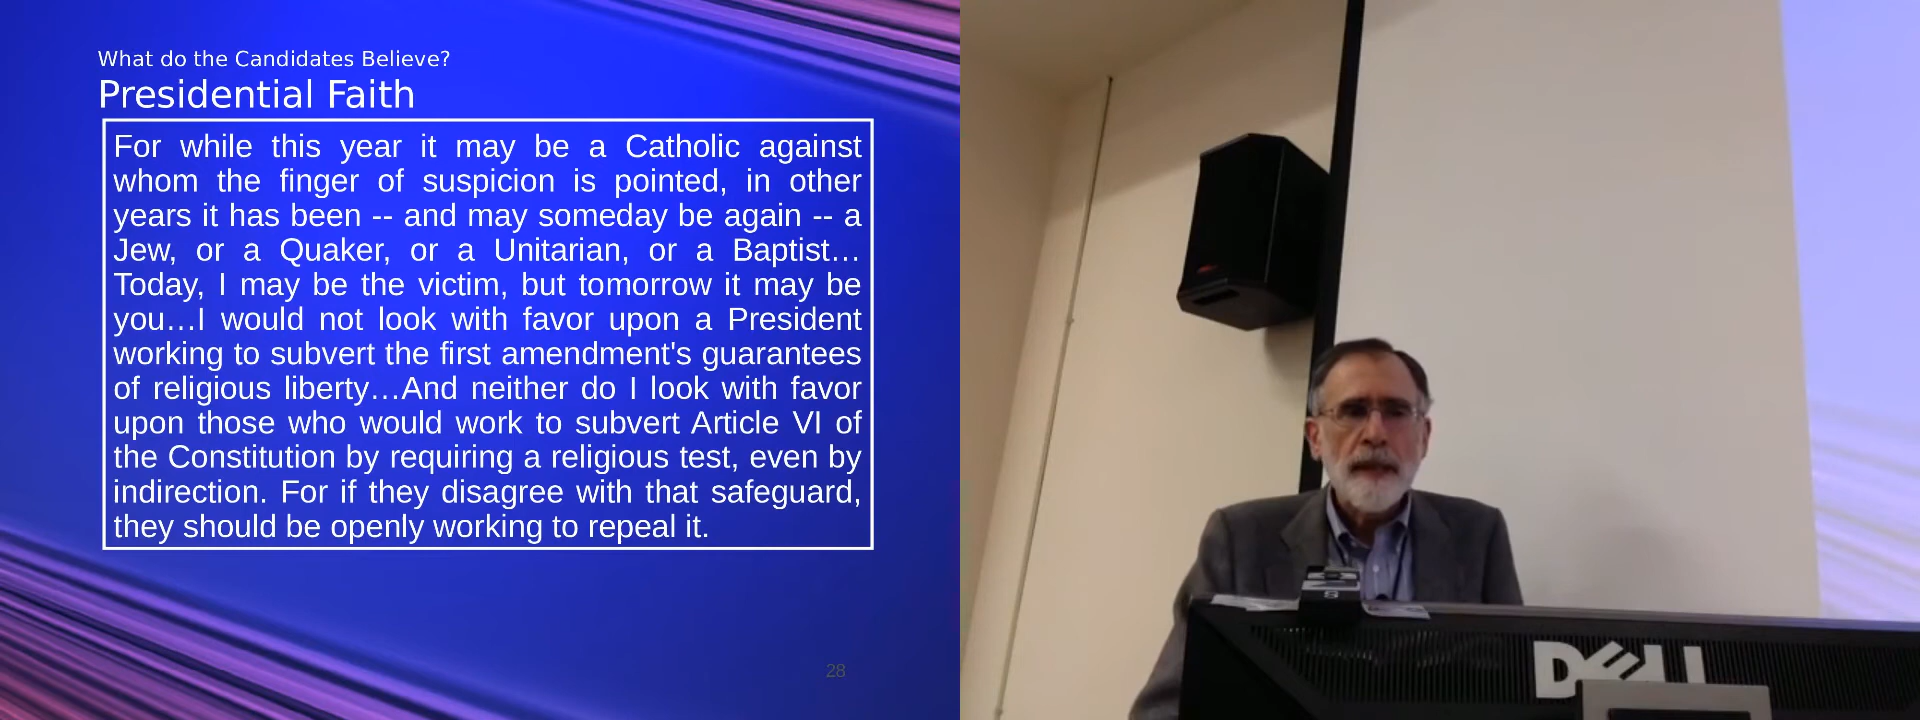 What do the Candidates Believe?
Presidential Faith
For while this year it may be a Catholic against
whom the finger of suspicion is pointed, in other
years it has been -- and may someday be again -- a
Jew, or a Quaker, or a Unitarian, or a Baptist…
Today, I may be the victim, but tomorrow it may be
you…I would not look with favor upon a President
working to subvert the first amendment's guarantees
of religious liberty…And neither do I look with favor
upon those who would work to subvert Article VI of
the Constitution by requiring a religious test, even by
indirection. For if they disagree with that safeguard,
they should be openly working to repeal it.
28
DELL